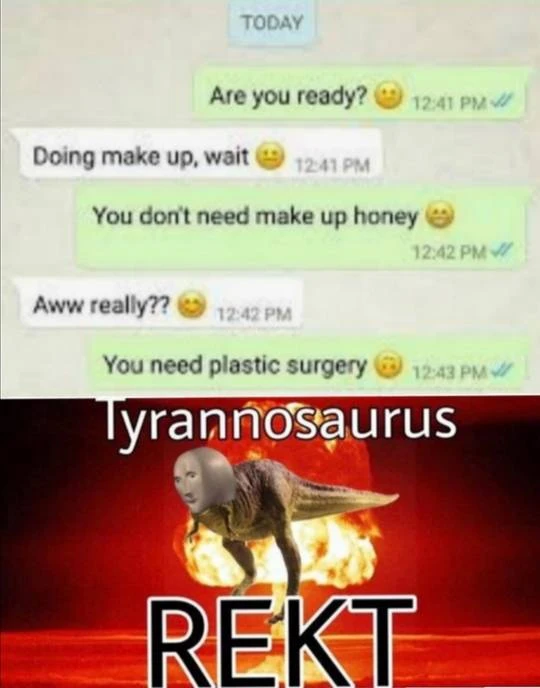 TODAY
Are you ready? 😐 12:41 PM
Doing make up, wait 😐 12:41 PM
You don't need make up honey 😁
12:42 PM
Aww really?? 😊 12:42 PM
You need plastic surgery 🙃 12:43 PM
Tyrannosaurus
REKT